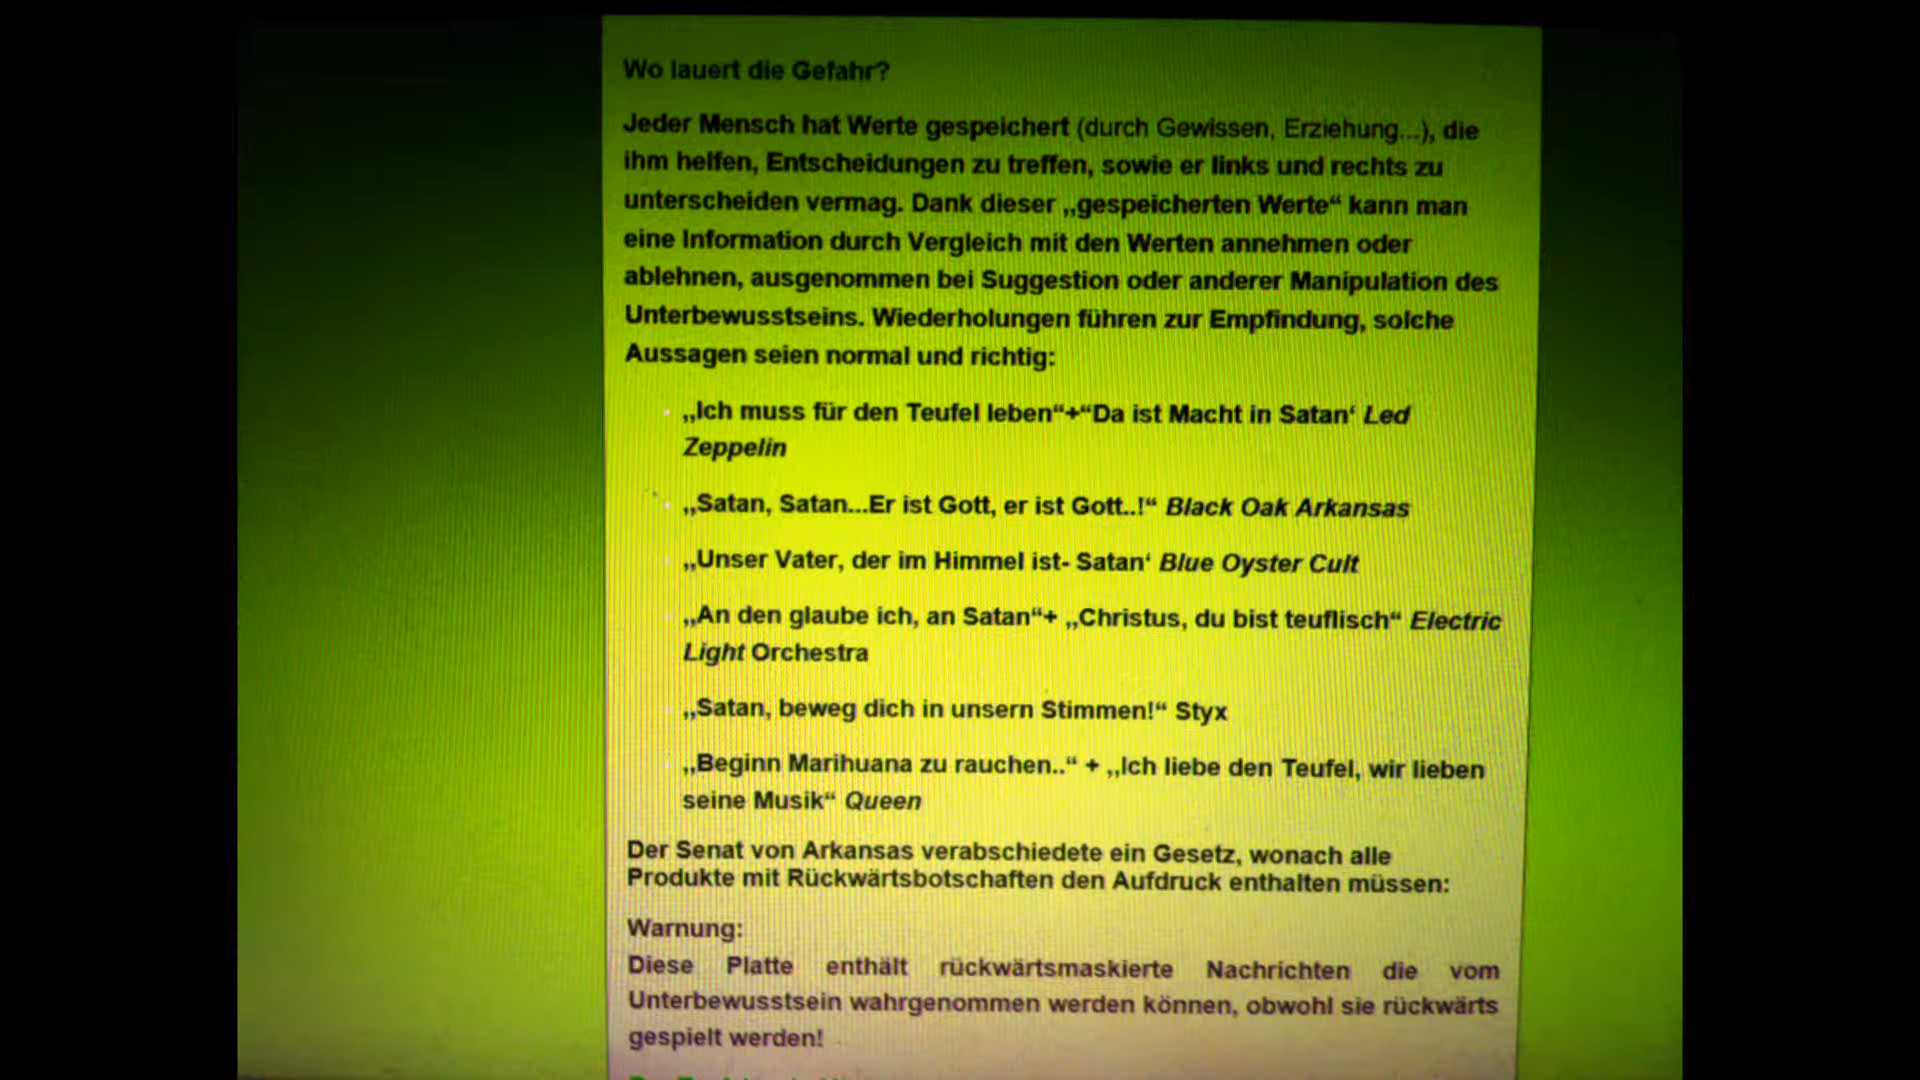 Wo lauert die Gefahr?
Jeder Mensch hat Werte gespeichert (durch Gewissen, Erziehung...), die
ihm helfen, Entscheidungen zu treffen, sowie er links und rechts zu
unterscheiden vermag. Dank dieser ,,gespeicherten Werte“ kann man
eine Information durch Vergleich mit den Werten annehmen oder
ablehnen, ausgenommen bei Suggestion oder anderer Manipulation des
Unterbewusstseins. Wiederholungen führen zur Empfindung, solche
Aussagen seien normal und richtig:
,,Ich muss für den Teufel leben“+“Da ist Macht in Satan‘ Led
Zeppelin
,,Satan, Satan...Er ist Gott, er ist Gott..!“ Black Oak Arkansas
,,Unser Vater, der im Himmel ist- Satan‘ Blue Oyster Cult
,,An den glaube ich, an Satan“+ ,,Christus, du bist teuflisch“ Electric
Light Orchestra
,,Satan, beweg dich in unsern Stimmen!“ Styx
,,Beginn Marihuana zu rauchen..“ + ,,Ich liebe den Teufel, wir lieben
seine Musik“ Queen
Der Senat von Arkansas verabschiedete ein Gesetz, wonach alle
Produkte mit Rückwärtsbotschaften den Aufdruck enthalten müssen:
Warnung:
Diese Platte enthält rückwärtsmaskierte Nachrichten die vom
Unterbewusstsein wahrgenommen werden können, obwohl sie rückwärts
gespielt werden!